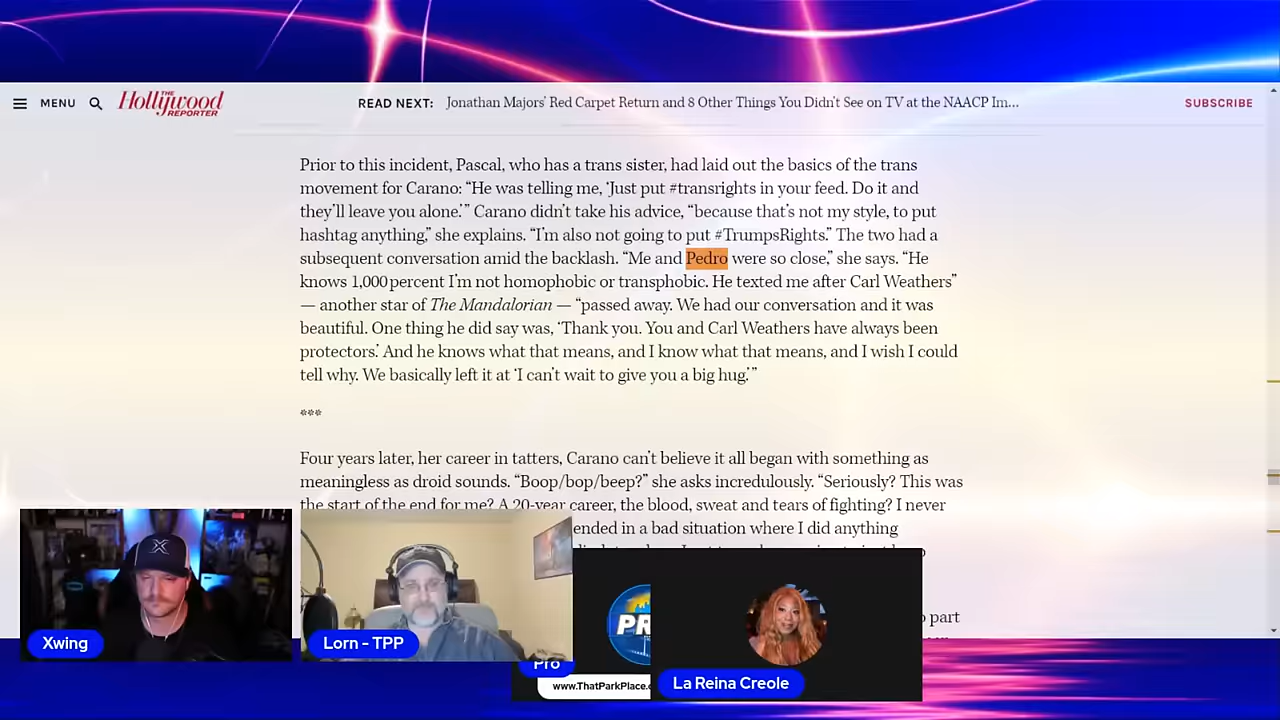 MENU
THE
Hollywood
REPORTER
READ NEXT: Jonathan Majors' Red Carpet Return and 8 Other Things You Didn't See on TV at the NAACP Im...
SUBSCRIBE
Prior to this incident, Pascal, who has a trans sister, had laid out the basics of the trans
movement for Carano: “He was telling me, ‘Just put #transrights in your feed. Do it and
they’ll leave you alone.’” Carano didn’t take his advice, “because that’s not my style, to put
hashtag anything,” she explains. “I’m also not going to put #TrumpsRights.” The two had a
subsequent conversation amid the backlash. “Me and Pedro were so close,” she says. “He
knows 1,000 percent I’m not homophobic or transphobic. He texted me after Carl Weathers”
— another star of The Mandalorian — “passed away. We had our conversation and it was
beautiful. One thing he did say was, ‘Thank you. You and Carl Weathers have always been
protectors.’ And he knows what that means, and I know what that means, and I wish I could
tell why. We basically left it at ‘I can’t wait to give you a big hug.’”
***
Four years later, her career in tatters, Carano can’t believe it all began with something as
meaningless as droid sounds. “Boop/bop/beep?” she asks incredulously. “Seriously? This was
the start of the end for me? A 20-year career, the blood, sweat and tears of fighting? I never
ended in a bad situation where I did anything
part
Xwing
Lorn - TPP
PR
Pro
www.ThatParkPlace.
La Reina Creole